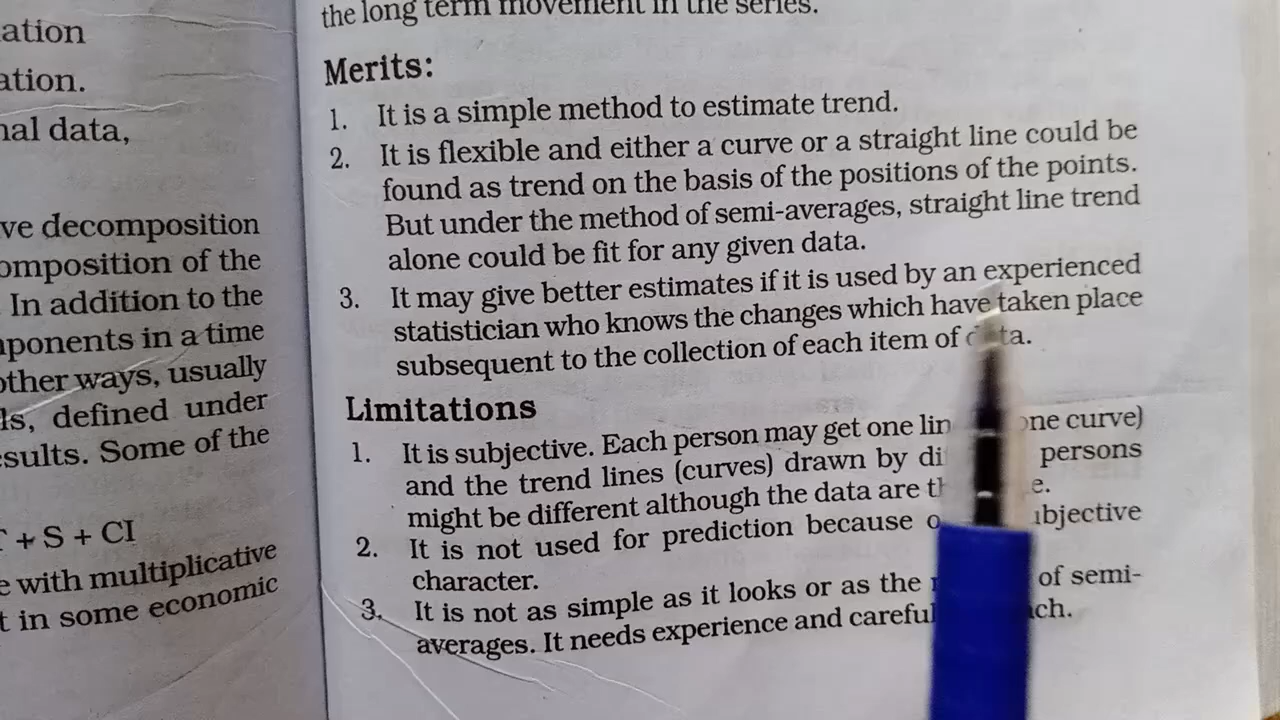 ation
ation.
nal data,
ve decomposition
omposition of the
In addition to the
ponents in a time
other ways, usually
ls, defined under
sults. Some of the
+ S + CI
e with multiplicative
t in some economic
the long term movement in the series.
Merits:
1. It is a simple method to estimate trend.
2. It is flexible and either a curve or a straight line could be
found as trend on the basis of the positions of the points.
But under the method of semi-averages, straight line trend
alone could be fit for any given data.
3. It may give better estimates if it is used by an experienced
statistician who knows the changes which have taken place
subsequent to the collection of each item of
Limitations
1. It is subjective. Each person may get one lin one curve)
and the trend lines (curves) drawn by di persons
might be different although the data are th e.
2. It is not used for prediction because o ubjective
character.
3. It is not as simple as it looks or as the of semi-
averages. It needs experience and careful ch.